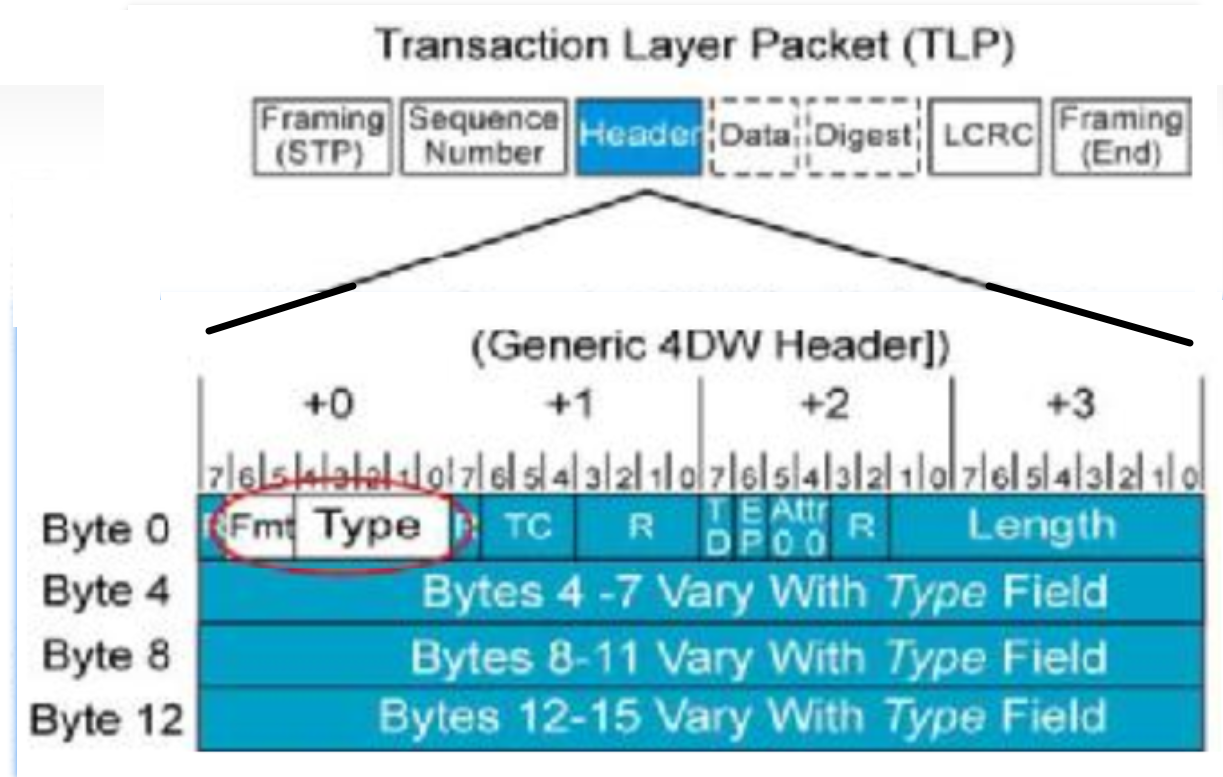 Transaction Layer Packet (TLP)
Framing (STP)
Sequence Number
Header
Data
Digest
LCRC
Framing (End)
(Generic 4DW Header])
+0 +1 +2 +3
7 6 5 4 3 2 1 0 7 6 5 4 3 2 1 0 7 6 5 4 3 2 1 0 7 6 5 4 3 2 1 0
Byte 0 Fmt Type TC R TD EP Attr 0 0 R Length
Byte 4 Bytes 4 -7 Vary With Type Field
Byte 8 Bytes 8-11 Vary With Type Field
Byte 12 Bytes 12-15 Vary With Type Field